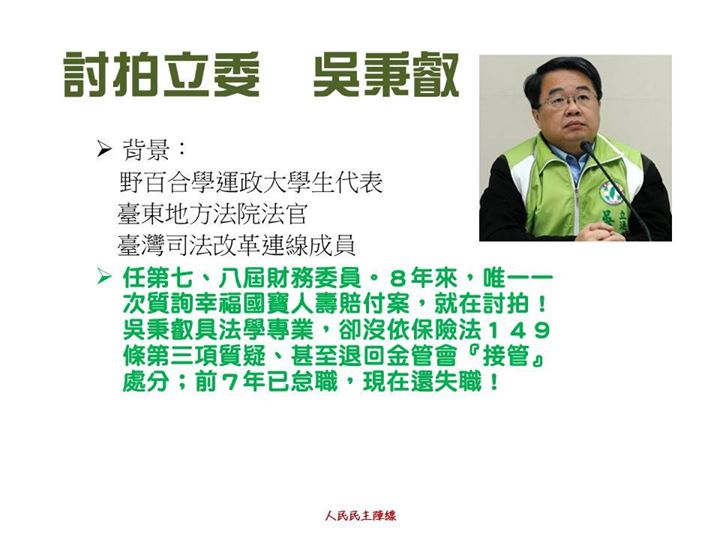 討拍立委 吳秉叡
背景：
野百合學運政大學生代表
臺東地方法院法官
臺灣司法改革連線成員
任第七、八屆財務委員。８年來，唯一一
次質詢幸福國寶人壽賠付案，就在討拍！
吳秉叡具法學專業，卻沒依保險法１４９
條第三項質疑、甚至退回金管會『接管』
處分；前７年已怠職，現在還失職！
立法
吳
人民民主陣線